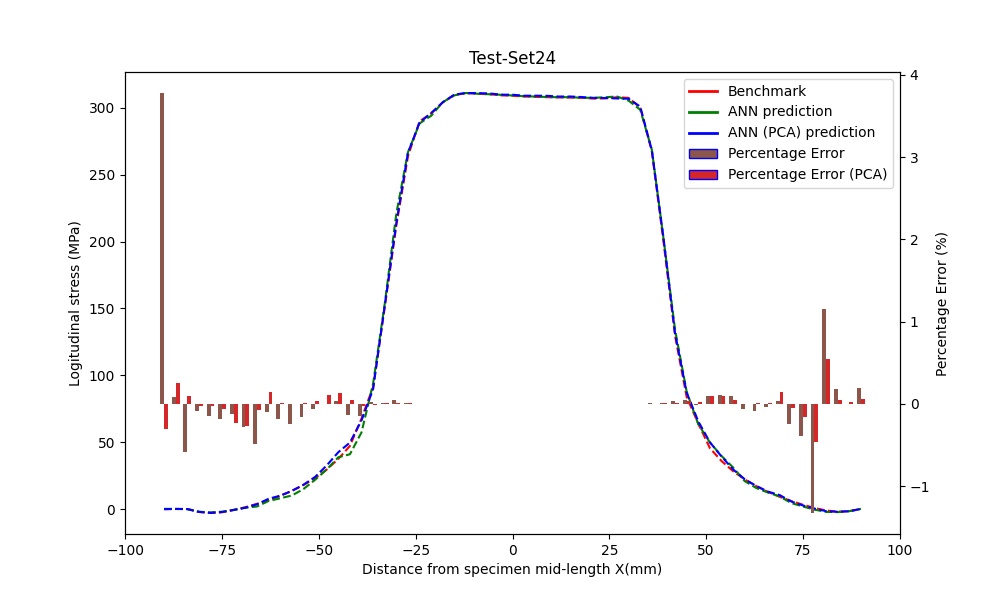 Test-Set24
Logitudinal stress (MPa)
300
250
200
150
100
50
0
Benchmark
ANN prediction
ANN (PCA) prediction
Percentage Error
Percentage Error (PCA)
4
3
2
1
0
−1
Percentage Error (%)
−100 −75 −50 −25 0 25 50 75 100
Distance from specimen mid-length X(mm)